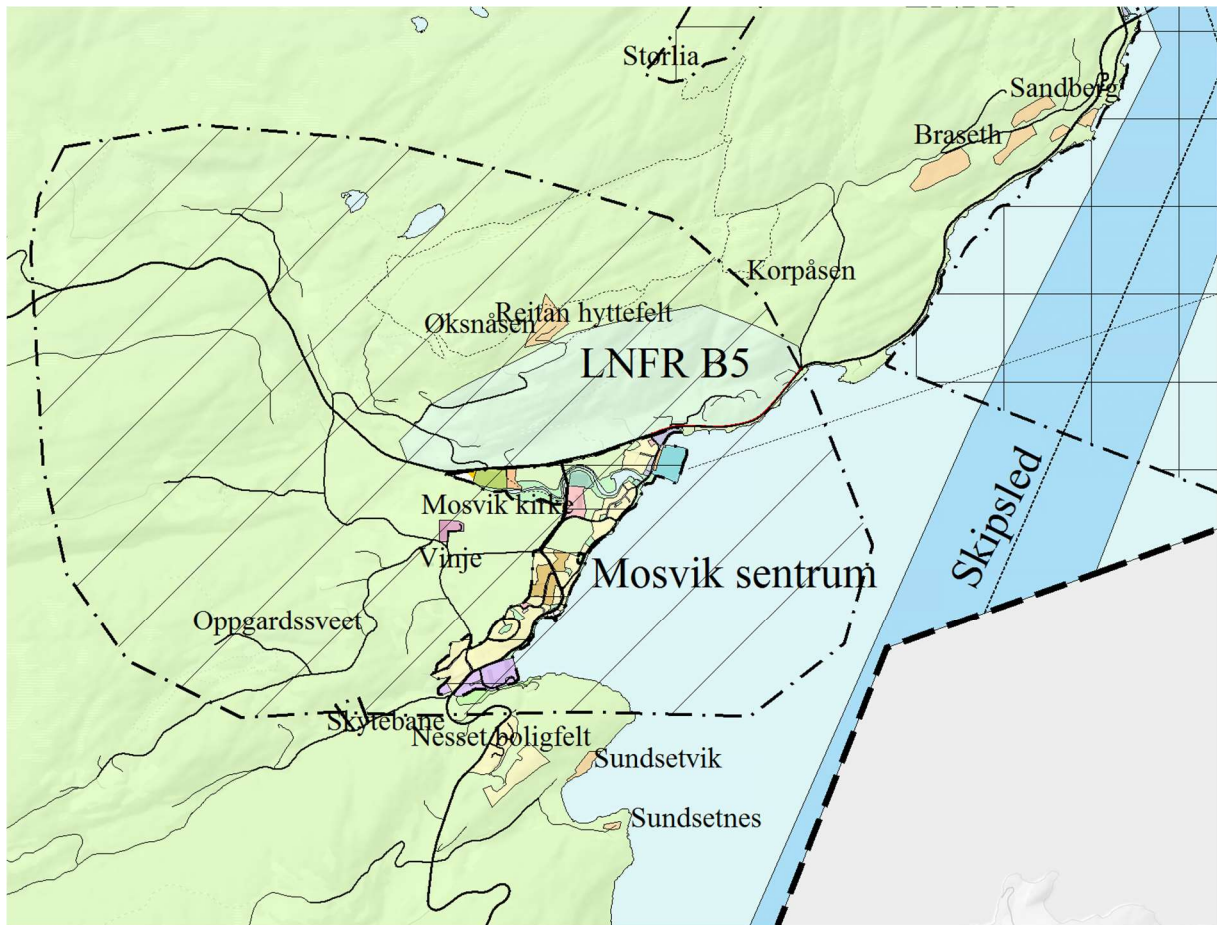 Storlia
Sandberg
Braseth
Korpåsen
Reitan hyttefelt
Øksnåsen
LNFR B5
Skipsled
Mosvik kirke
Vinje
Mosvik sentrum
Oppgardssveet
Skytebane
Nesset boligfelt
Sundsetvik
Sundsetnes